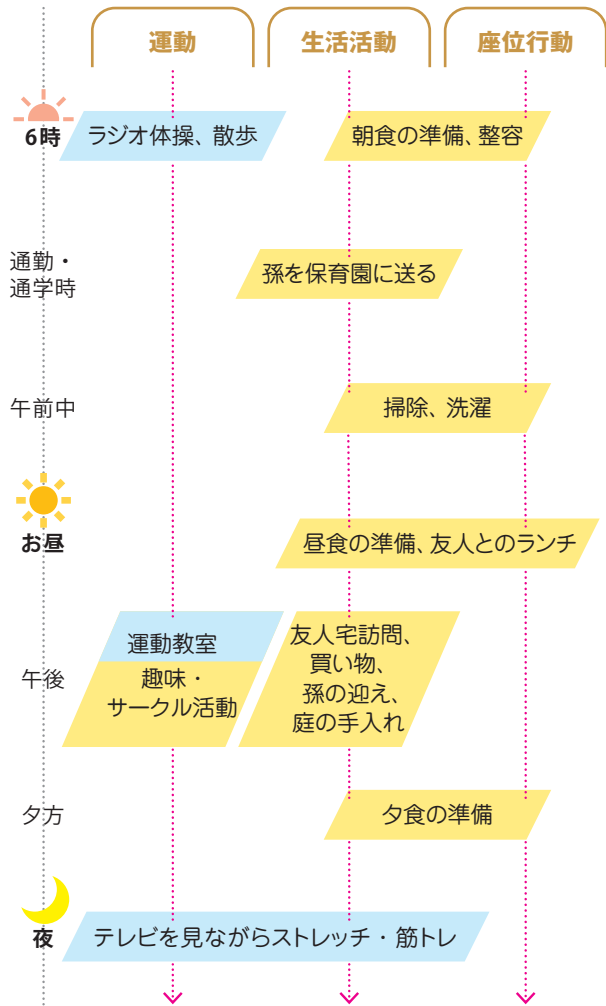 運動
生活活動
座位行動
6時
ラジオ体操、散歩
朝食の準備、整容
通勤・
通学時
孫を保育園に送る
午前中
掃除、洗濯
お昼
昼食の準備、友人とのランチ
午後
運動教室
趣味・
サークル活動
友人宅訪問、
買い物、
孫の迎え、
庭の手入れ
夕方
夕食の準備
夜
テレビを見ながらストレッチ・筋トレ